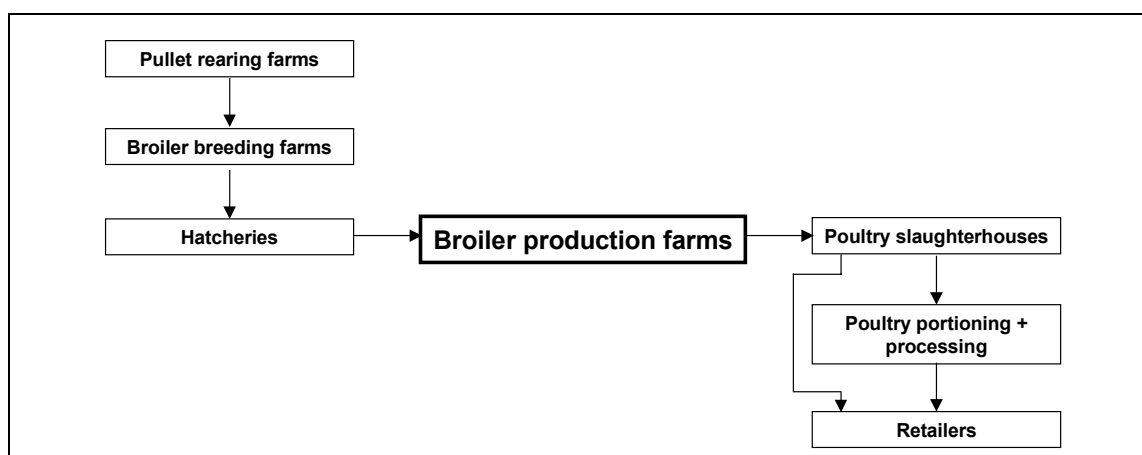 Pullet rearing farms
Broiler breeding farms
Hatcheries
Broiler production farms
Poultry slaughterhouses
Poultry portioning +
processing
Retailers